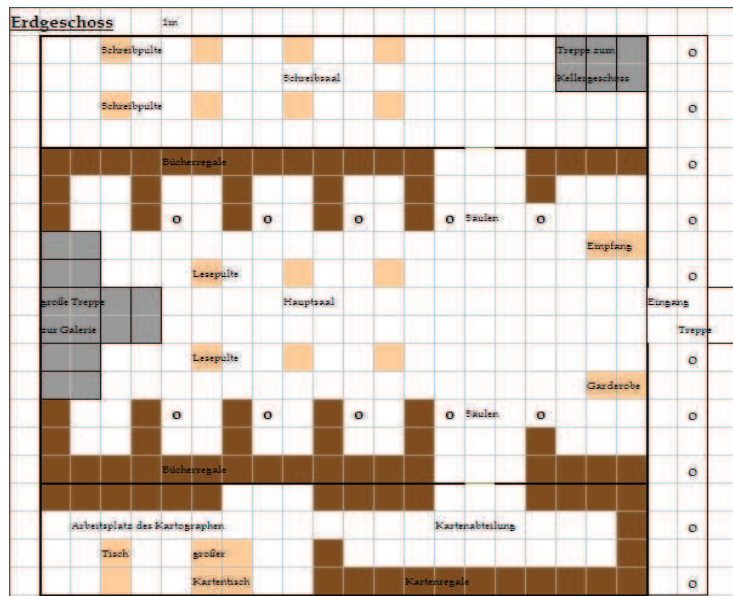 Erdgeschoss 1m
Schreibpulte Treppe zum o
Schreibsaal Kellergeschoss
Schreibpulte o
Bücherregale o
o o o o Säulen o o
Empfang
Lesepulte o
große Treppe Hauptsaal Eingang
zur Galerie Treppe
Lesepulte o
Garderobe
o o o o Säulen o o
Bücherregale o
Arbeitsplatz des Kartographen Kartenabteilung o
Tisch großer
Kartentisch Kartenregale o